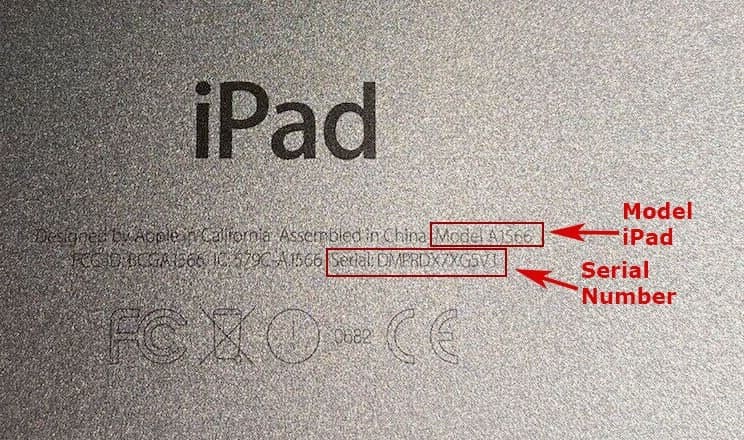 iPad
Designed by Apple in California Assembled in China Model A1566
FCC ID: BCGA1566 IC: 579C-A1566 Serial:
FC 0682 CE
Model
iPad
Serial
Number